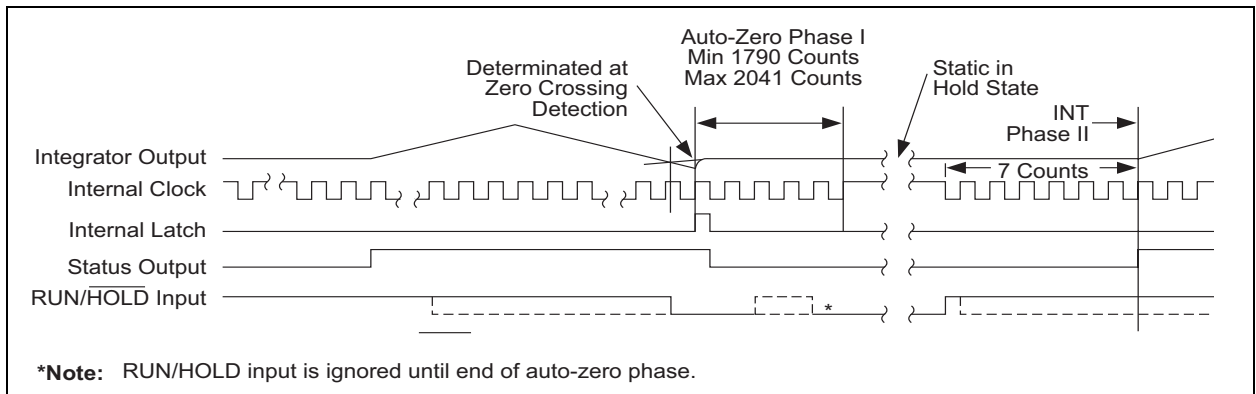 Auto-Zero Phase I
Min 1790 Counts
Max 2041 Counts
Determinated at
Zero Crossing
Detection
Static in
Hold State
INT
Phase II
Integrator Output
7 Counts
Internal Clock
Internal Latch
Status Output
RUN/HOLD Input
*
*Note: RUN/HOLD input is ignored until end of auto-zero phase.